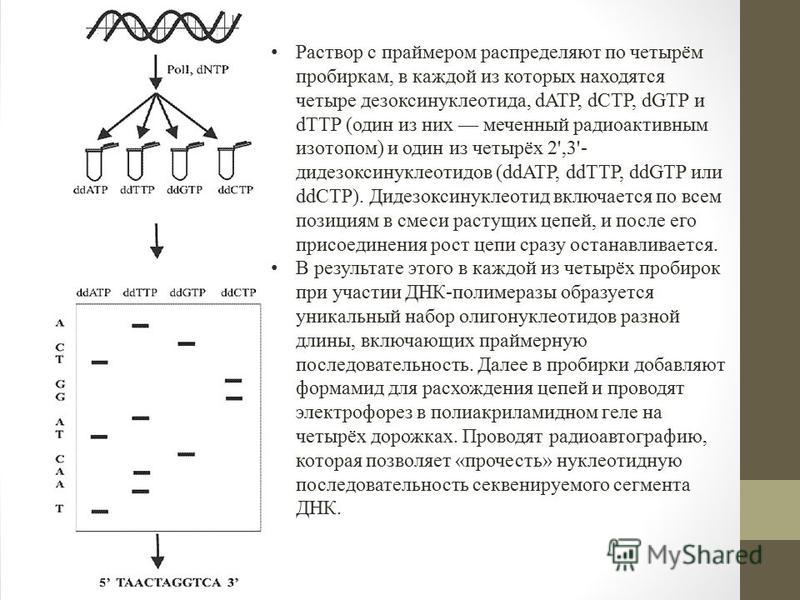 PolI, dNTP
ddATP ddTTP ddGTP ddCTP
ddATP ddTTP ddGTP ddCTP
A
C
T
G
G
A
T
C
A
A
T
5’ TAACTAGGTCA 3’
• Раствор с праймером распределяют по четырём
пробиркам, в каждой из которых находятся
четыре дезоксинуклеотида, dATP, dCTP, dGTP и
dTTP (один из них — меченный радиоактивным
изотопом) и один из четырёх 2',3'-
дидезоксинуклеотидов (ddATP, ddTTP, ddGTP или
ddCTP). Дидезоксинуклеотид включается по всем
позициям в смеси растущих цепей, и после его
присоединения рост цепи сразу останавливается.
• В результате этого в каждой из четырёх пробирок
при участии ДНК-полимеразы образуется
уникальный набор олигонуклеотидов разной
длины, включающих праймерную
последовательность. Далее в пробирки добавляют
формамид для расхождения цепей и проводят
электрофорез в полиакриламидном геле на
четырёх дорожках. Проводят радиоавтографию,
которая позволяет «прочесть» нуклеотидную
последовательность секвенируемого сегмента
ДНК.
MyShared